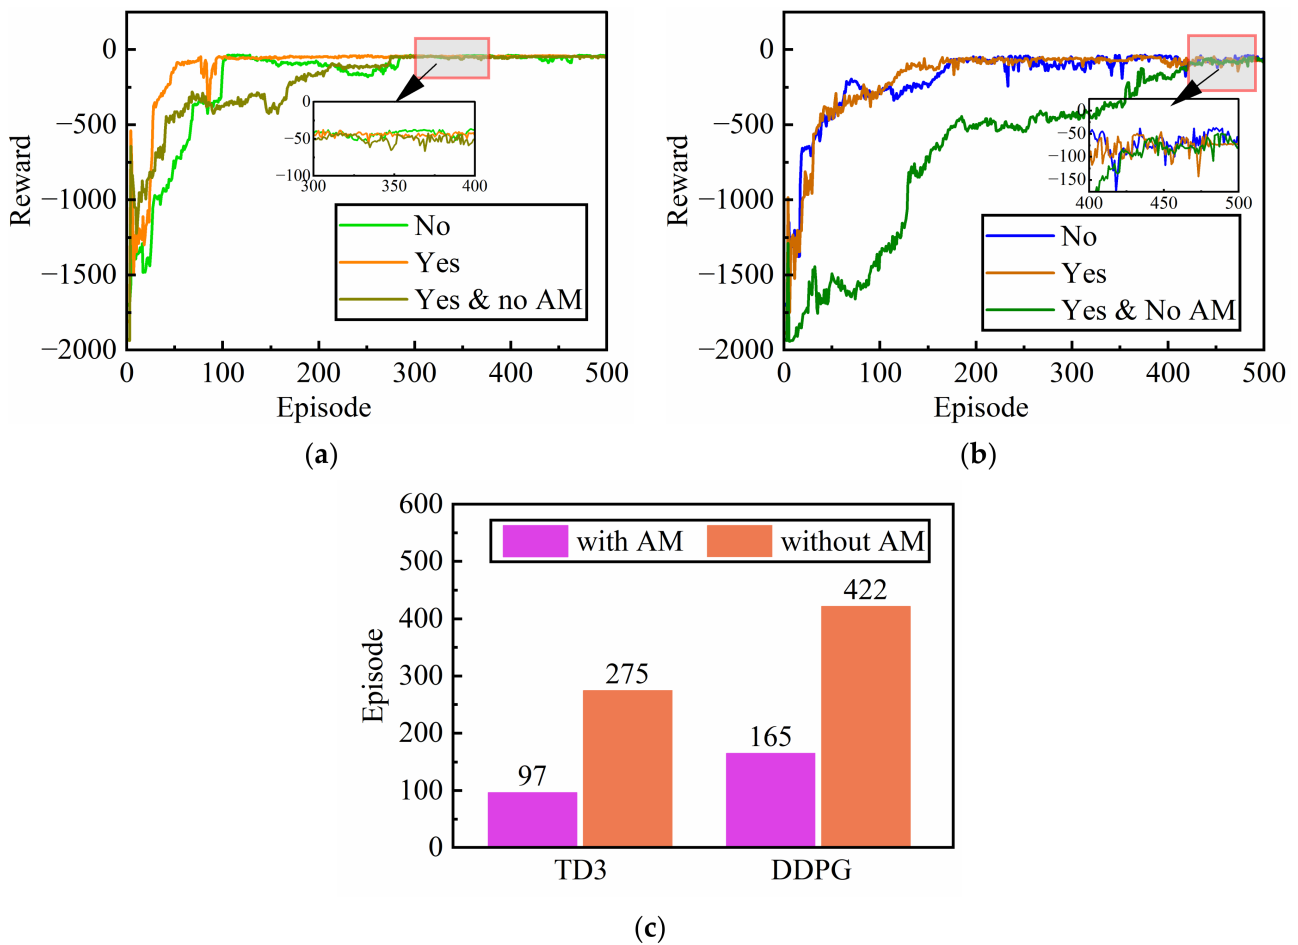 0
−500
−1000
−1500
−2000
Reward
0
100
200
300
400
500
Episode
0
−50
−100
300
350
400
No
Yes
Yes & no AM
(a)
0
−500
−1000
−1500
−2000
Reward
0
100
200
300
400
500
Episode
0
−50
−100
−150
400
450
500
No
Yes
Yes & No AM
(b)
600
500
400
300
200
100
0
Episode
with AM
without AM
97
275
165
422
TD3
DDPG
(c)